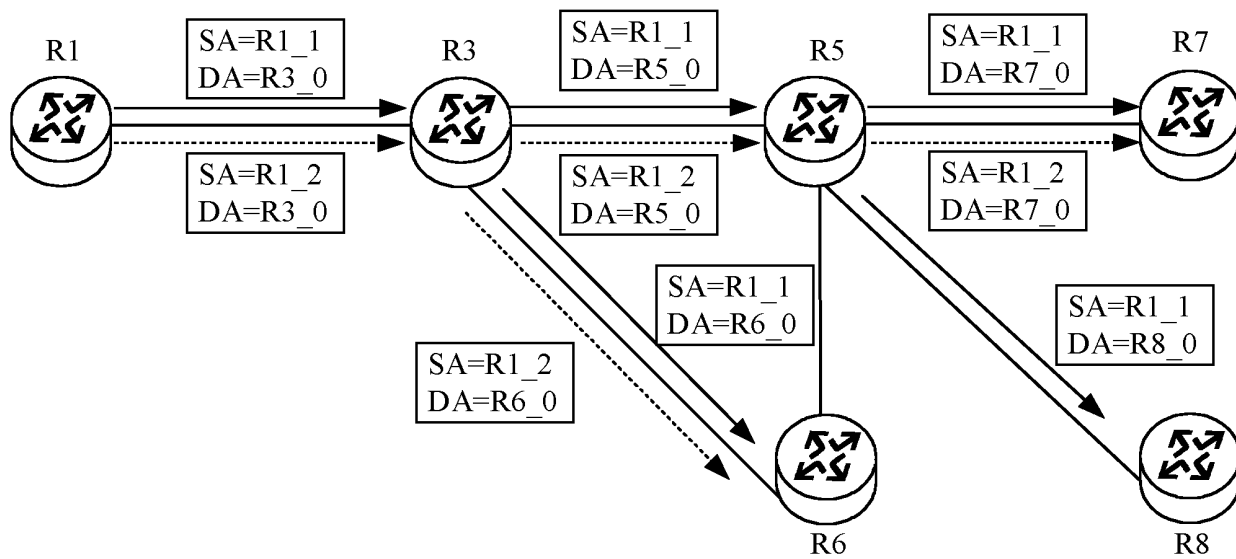 R1
SA=R1_1
DA=R3_0
R3
SA=R1_1
DA=R5_0
R5
SA=R1_1
DA=R7_0
R7
SA=R1_2
DA=R3_0
SA=R1_2
DA=R5_0
SA=R1_2
DA=R7_0
SA=R1_1
DA=R6_0
SA=R1_1
DA=R8_0
SA=R1_2
DA=R6_0
R6
R8